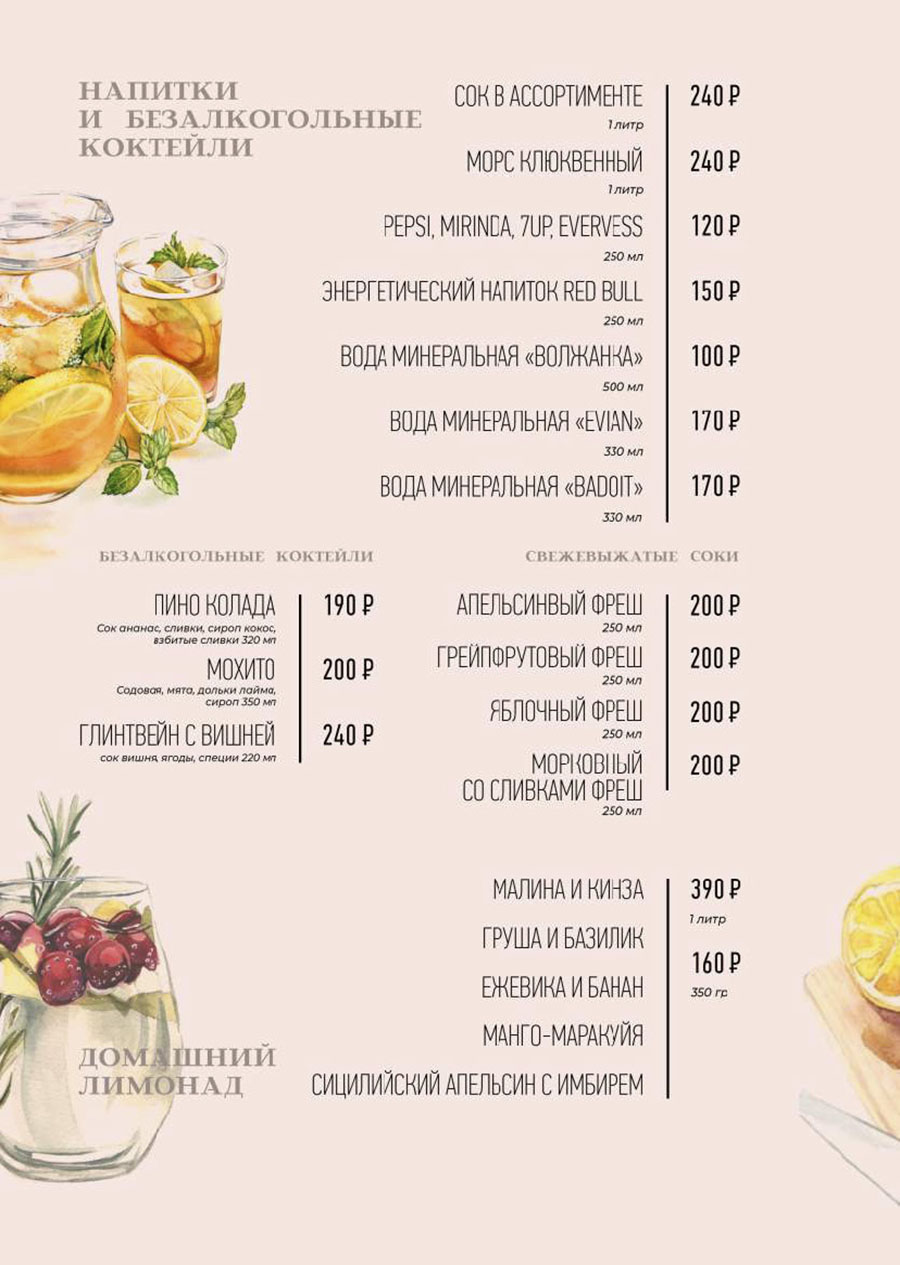 НАПИТКИ
И БЕЗАЛКОГОЛЬНЫЕ
КОКТЕЙЛИ
СОК В АССОРТИМЕНТЕ 240 ₽
1 литр
МОРС КЛЮКВЕННЫЙ 240 ₽
1 литр
PEPSI, MIRINDA, 7UP, EVERVESS 120 ₽
250 мл
ЭНЕРГЕТИЧЕСКИЙ НАПИТОК RED BULL 150 ₽
250 мл
ВОДА МИНЕРАЛЬНАЯ «ВОЛЖАНКА» 100 ₽
500 мл
ВОДА МИНЕРАЛЬНАЯ «EVIAN» 170 ₽
330 мл
ВОДА МИНЕРАЛЬНАЯ «BADOIT» 170 ₽
330 мл
БЕЗАЛКОГОЛЬНЫЕ КОКТЕЙЛИ
ПИНО КОЛАДА 190 ₽
Сок ананас, сливки, сироп кокос,
взбитые сливки 320 мл
МОХИТО 200 ₽
Содовая, мята, дольки лайма,
сироп 350 мл
ГЛИНТВЕЙН С ВИШНЕЙ 240 ₽
сок вишня, ягоды, специи 220 мл
СВЕЖЕВЫЖАТЫЕ СОКИ
АПЕЛЬСИНВЫЙ ФРЕШ 200 ₽
250 мл
ГРЕЙПФРУТОВЫЙ ФРЕШ 200 ₽
250 мл
ЯБЛОЧНЫЙ ФРЕШ 200 ₽
250 мл
МОРКОВНЫЙ 200 ₽
СО СЛИВКАМИ ФРЕШ
250 мл
ДОМАШНИЙ
ЛИМОНАД
МАЛИНА И КИНЗА 390 ₽
1 литр
ГРУША И БАЗИЛИК
160 ₽
ЕЖЕВИКА И БАНАН 350 гр
МАНГО-МАРАКУЙЯ
СИЦИЛИЙСКИЙ АПЕЛЬСИН С ИМБИРЕМ